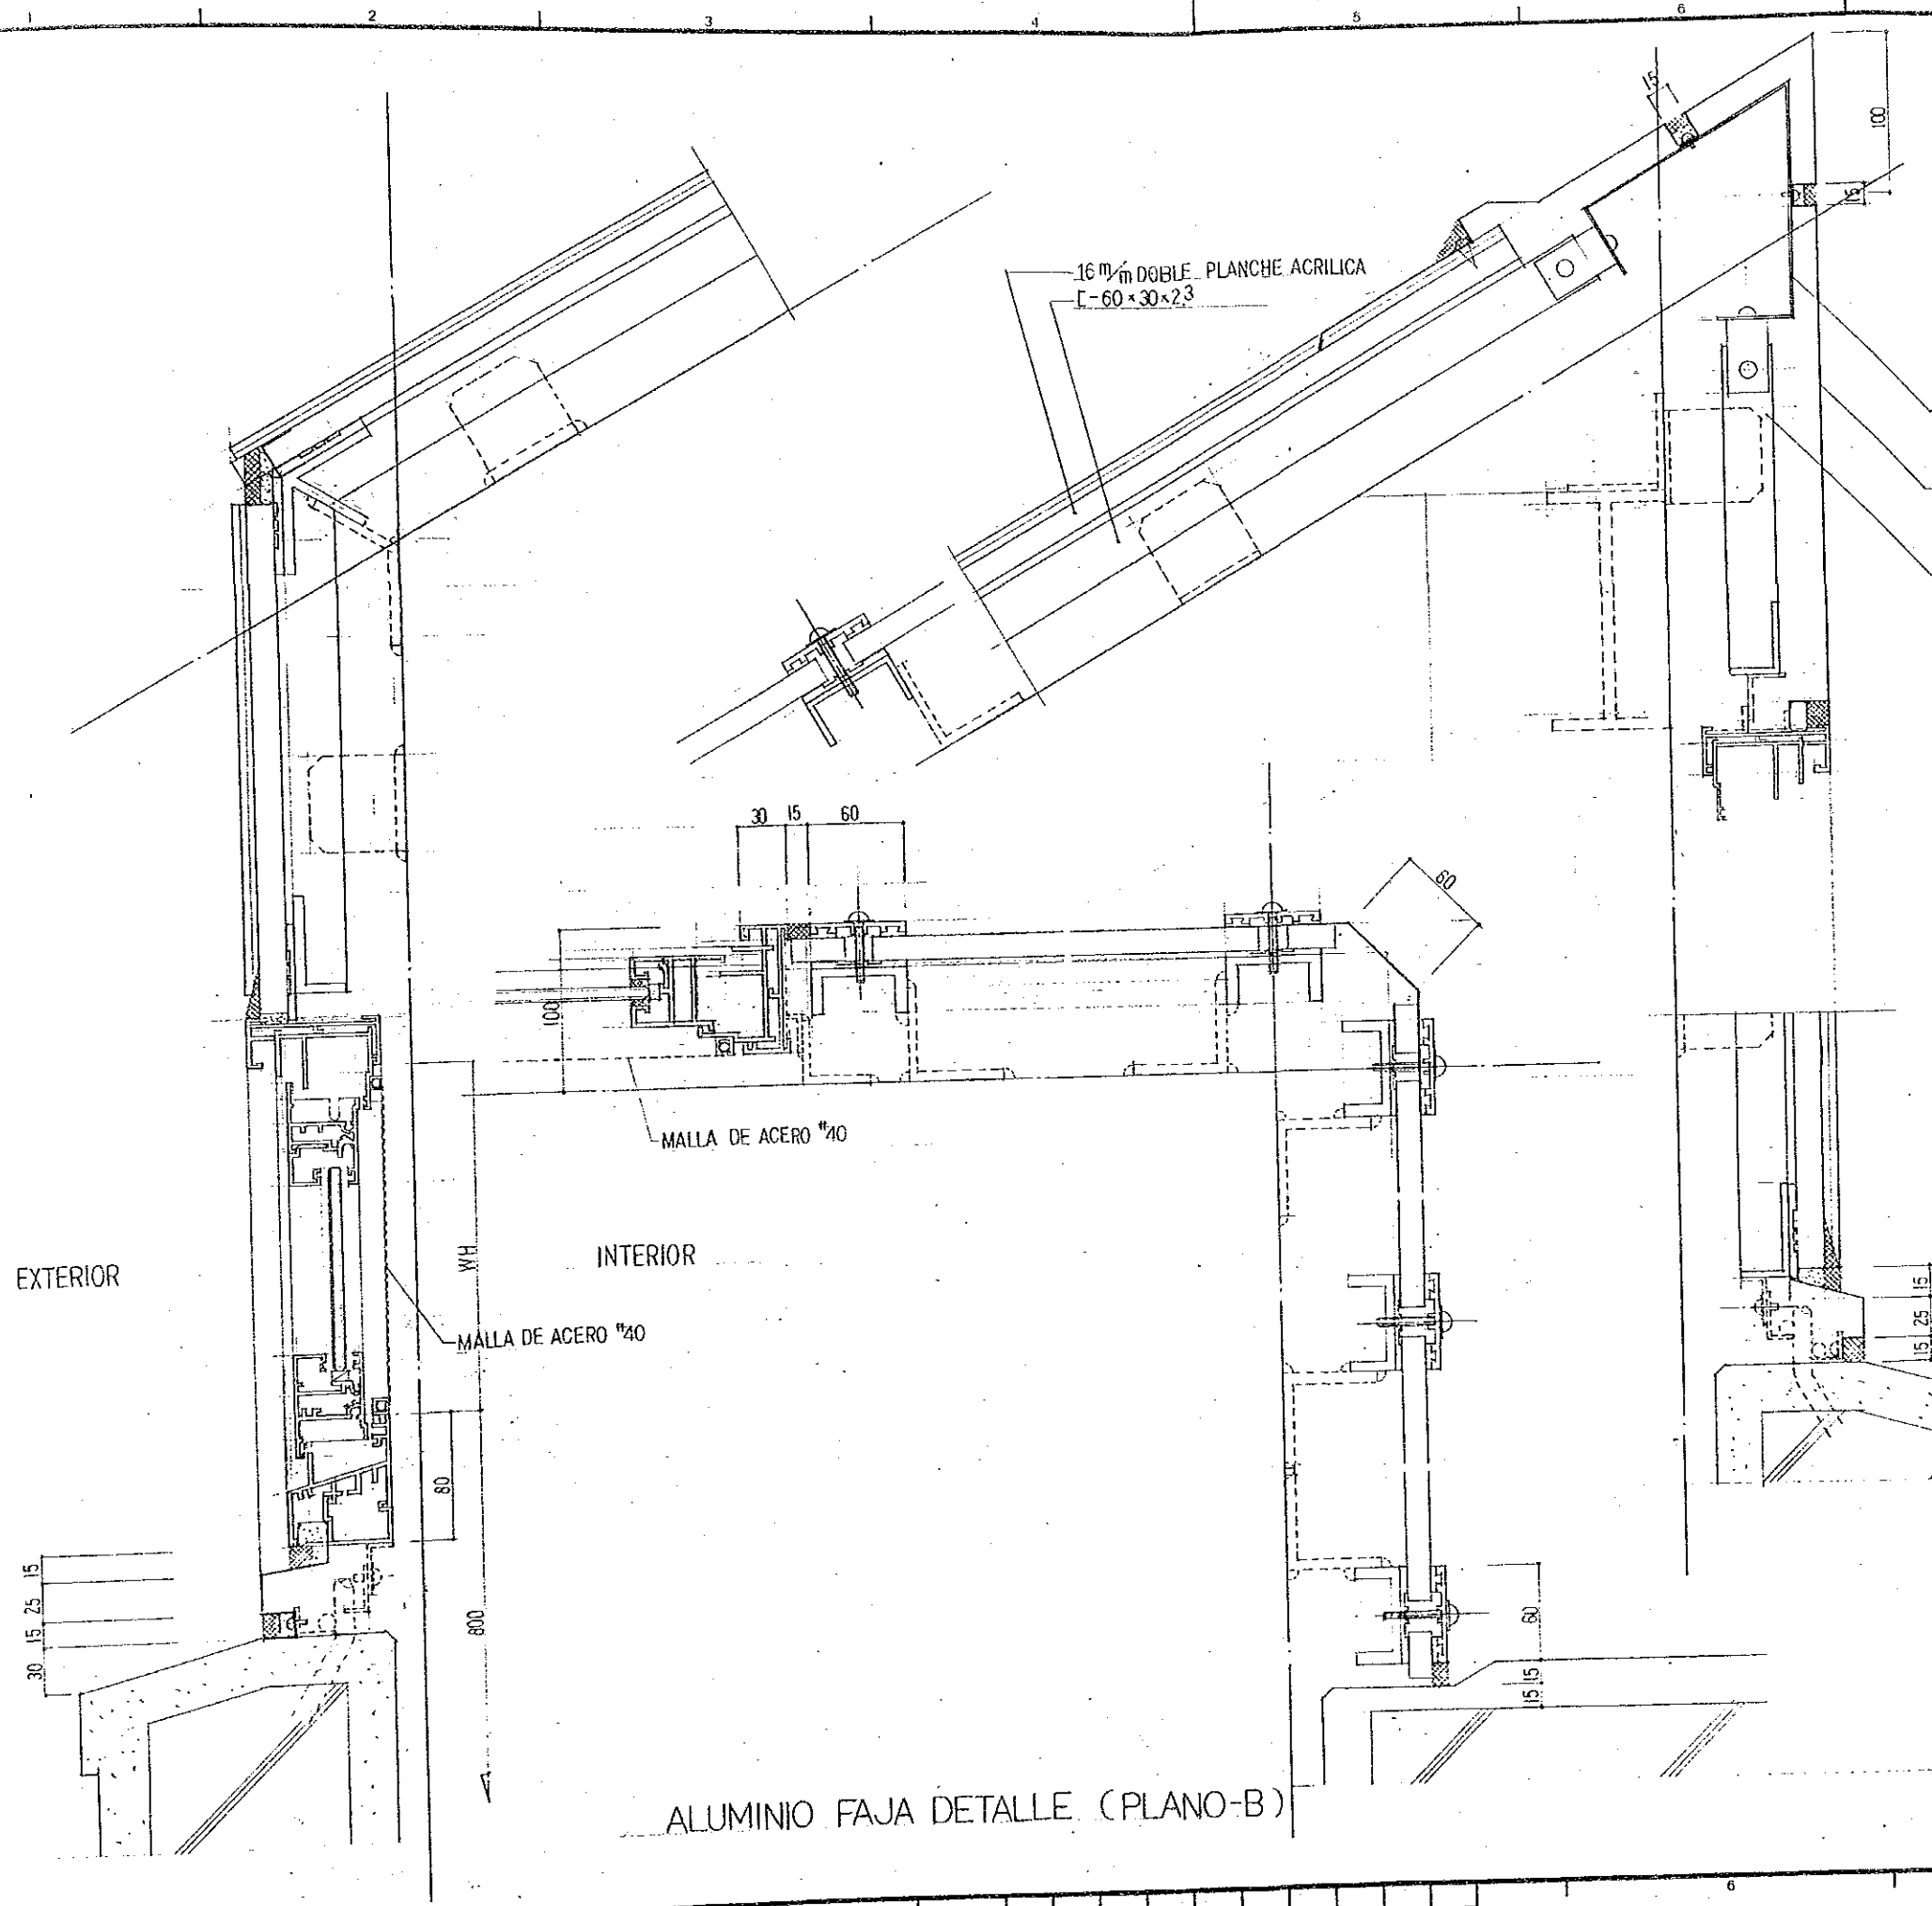 1 2 3 4 5 6
15
100
15
16 m/m DOBLE PLANCHE ACRILICA
[-60×30×2.3
30 15 60
60
100
MALLA DE ACERO #40
WH
INTERIOR
EXTERIOR
MALLA DE ACERO #40
80
800
15
25
15
30
15
25
15
60
15
15
ALUMINIO FAJA DETALLE (PLANO-B)
6